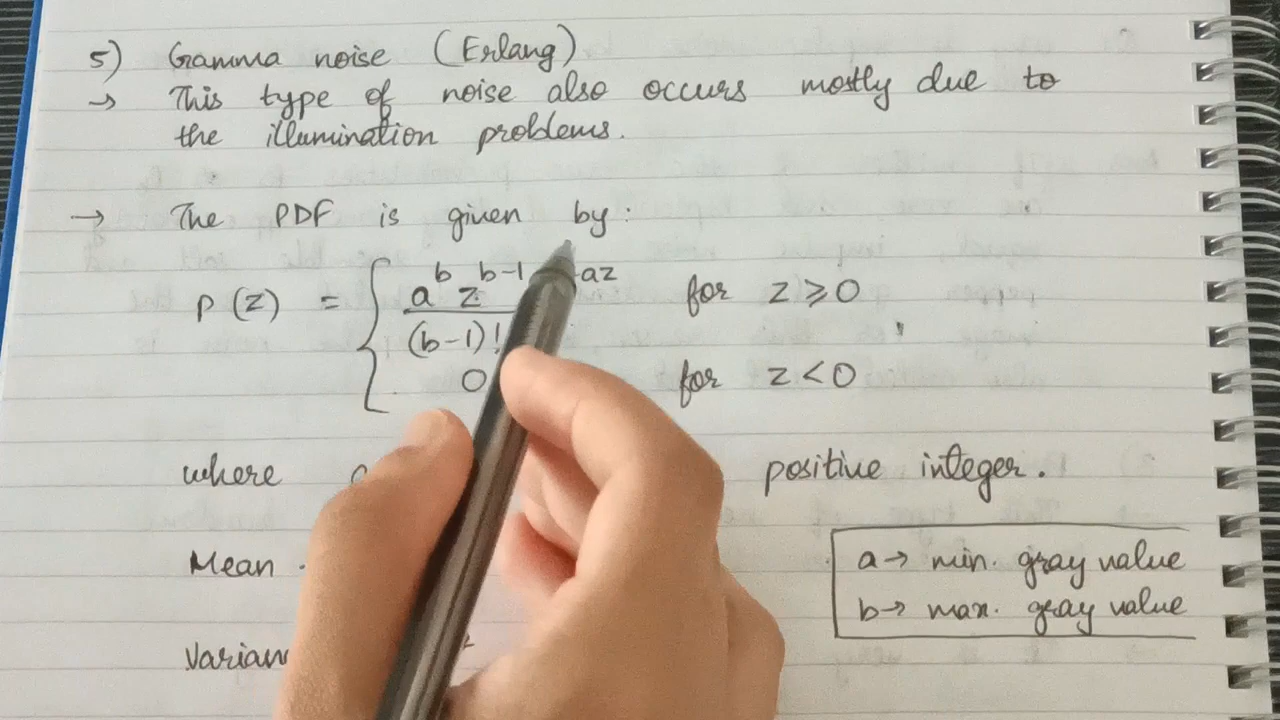 5) Gamma noise (Erlang)
→ This type of noise also occurs mostly due to
the illumination problems.
→ The PDF is given by:
p(z) = { a^b z^(b-1) -az / (b-1)! for z ≥ 0
0 for z < 0
where positive integer.
Mean
a → min. gray value
b → max. gray value